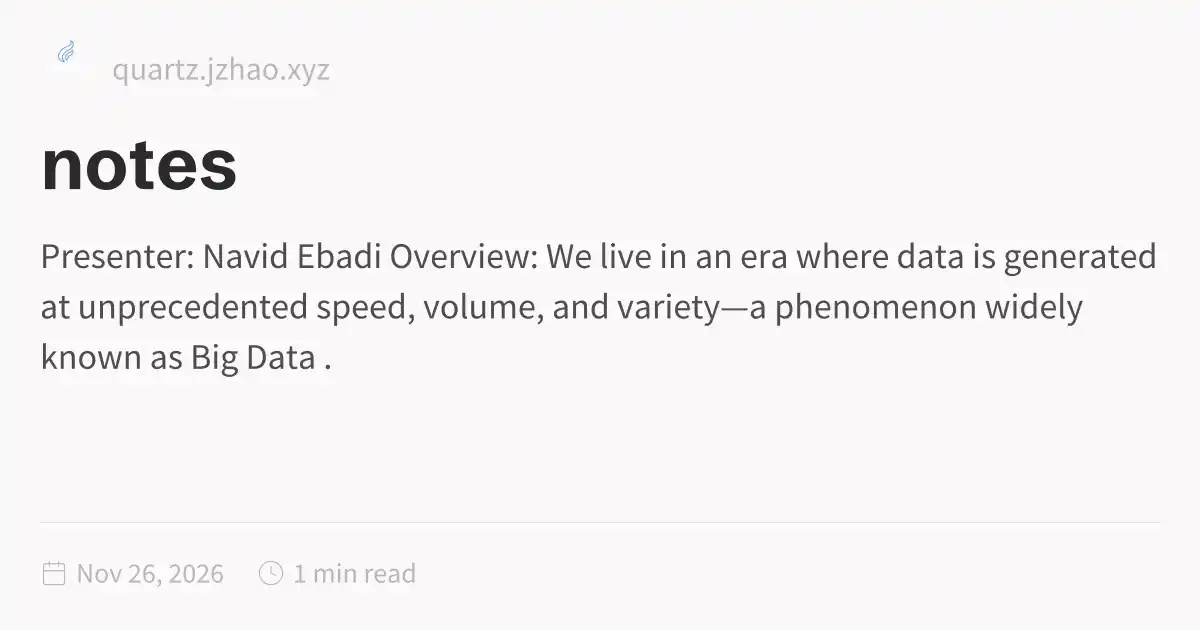 quartz.jzhao.xyz
notes
Presenter: Navid Ebadi Overview: We live in an era where data is generated
at unprecedented speed, volume, and variety—a phenomenon widely
known as Big Data .
Nov 26, 2026 1 min read